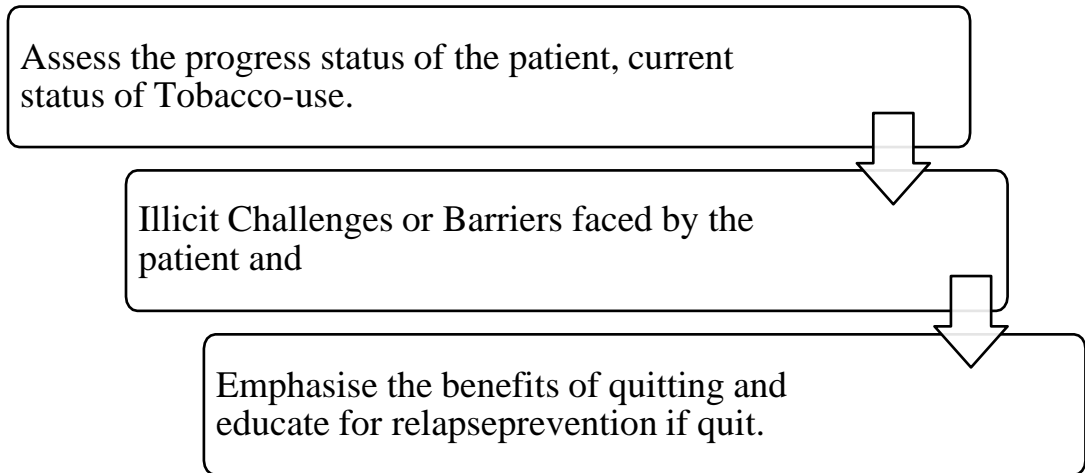 Assess the progress status of the patient, current
status of Tobacco-use.
Illicit Challenges or Barriers faced by the
patient and
Emphasise the benefits of quitting and
educate for relapseprevention if quit.